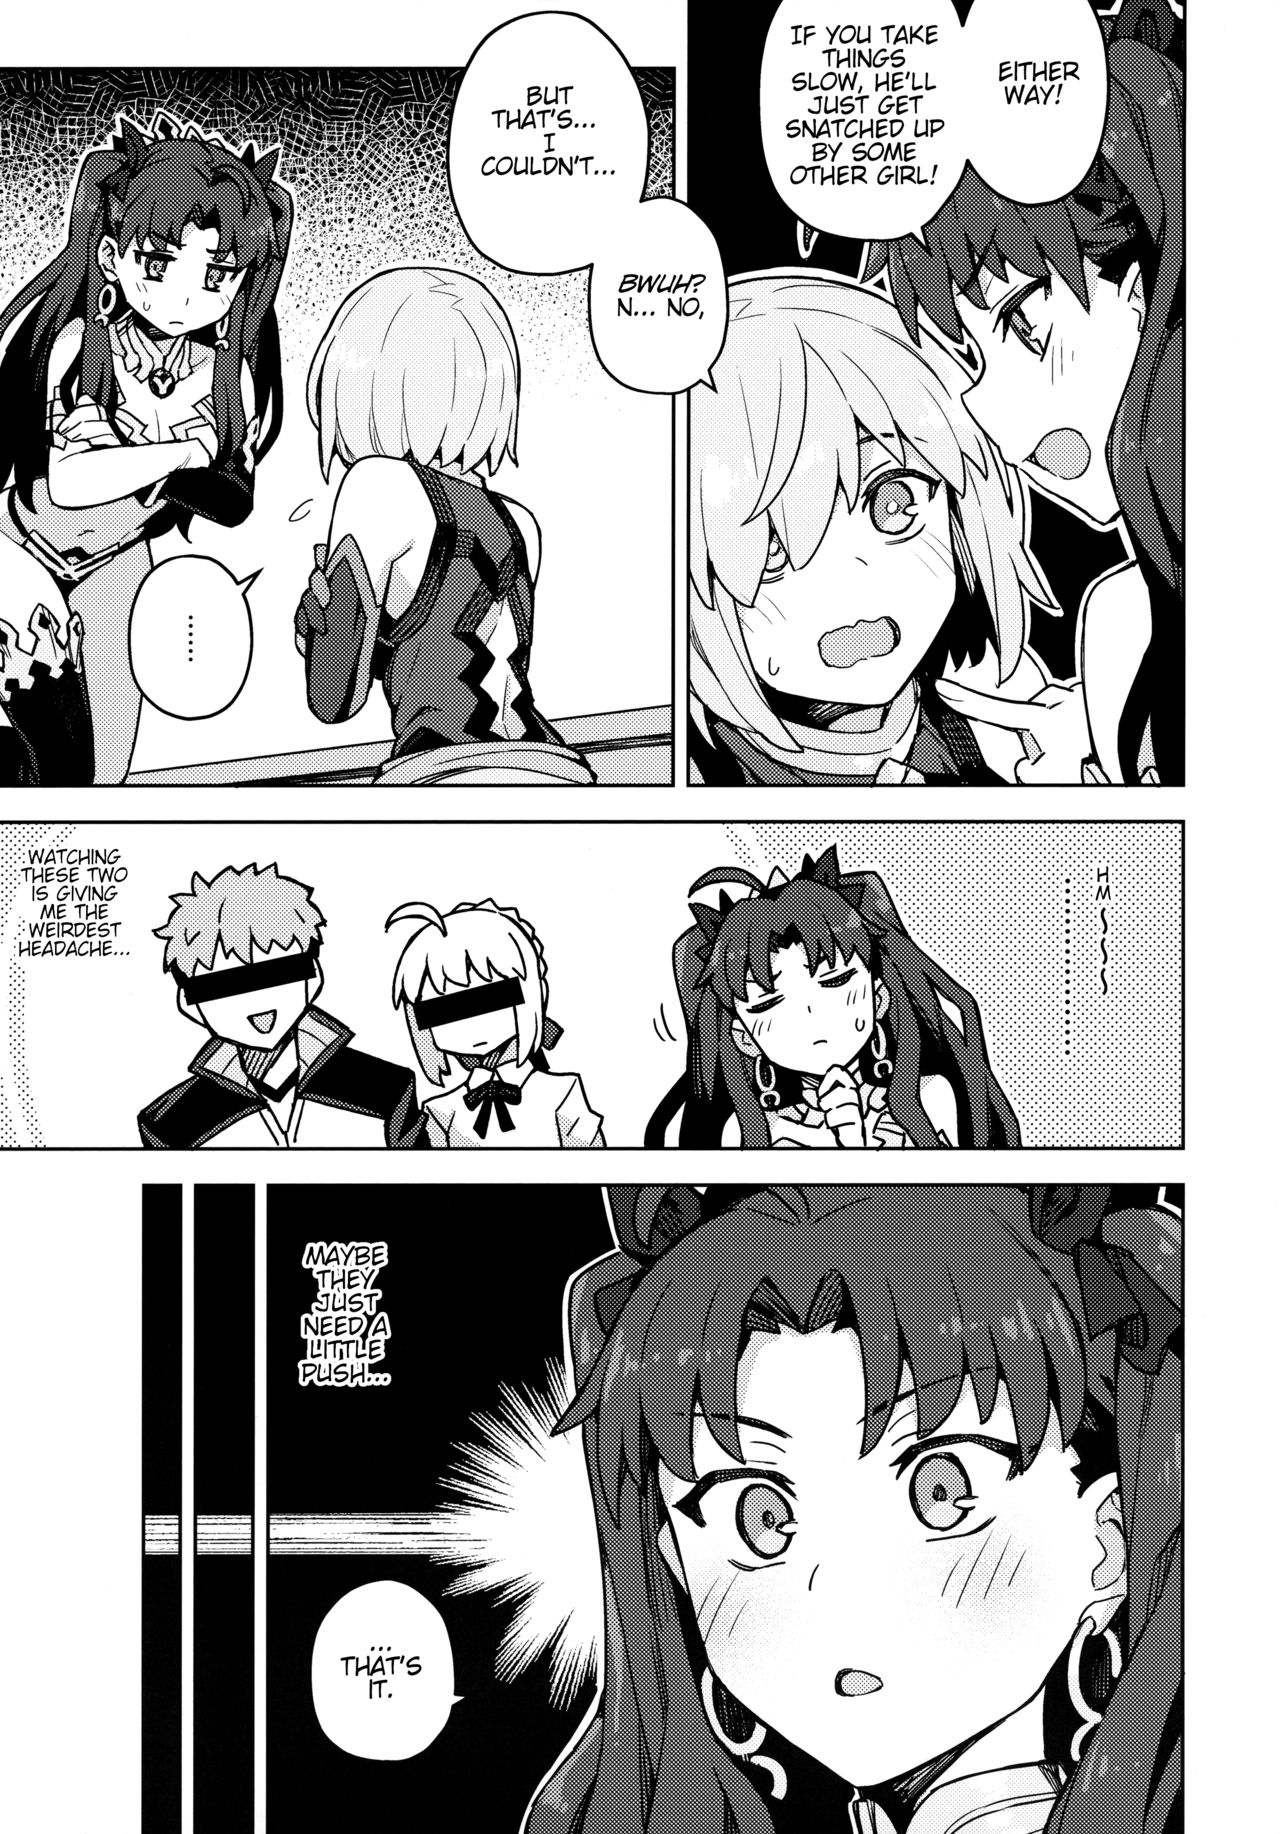 EITHER
WAY!
IF YOU TAKE
THINGS
SLOW, HE'LL
JUST GET
SNATCHED UP
BY SOME
OTHER GIRL!
BWUH?
N... NO,
BUT
THAT'S...
I
COULDN'T...
......
HM~~~~
..........
WATCHING
THESE TWO
IS GIVING
ME THE
WEIRDEST
HEADACHE...
MAYBE
THEY
JUST
NEED A
LITTLE
PUSH...
...
THAT'S
IT.